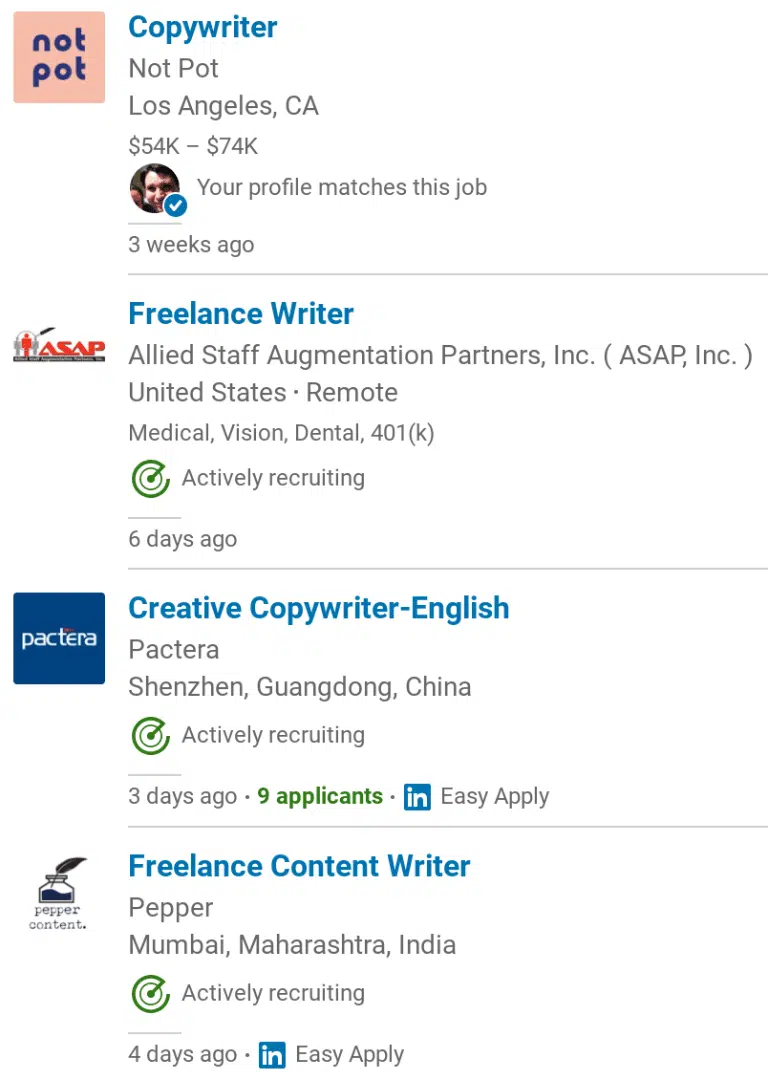 not
pot
Copywriter
Not Pot
Los Angeles, CA
$54K – $74K
Your profile matches this job
3 weeks ago
ASAP
Allied Staff Augmentation Partners, Inc.
Freelance Writer
Allied Staff Augmentation Partners, Inc. ( ASAP, Inc. )
United States · Remote
Medical, Vision, Dental, 401(k)
Actively recruiting
6 days ago
pactera
Creative Copywriter-English
Pactera
Shenzhen, Guangdong, China
Actively recruiting
3 days ago · 9 applicants · in Easy Apply
pepper
content.
Freelance Content Writer
Pepper
Mumbai, Maharashtra, India
Actively recruiting
4 days ago · in Easy Apply